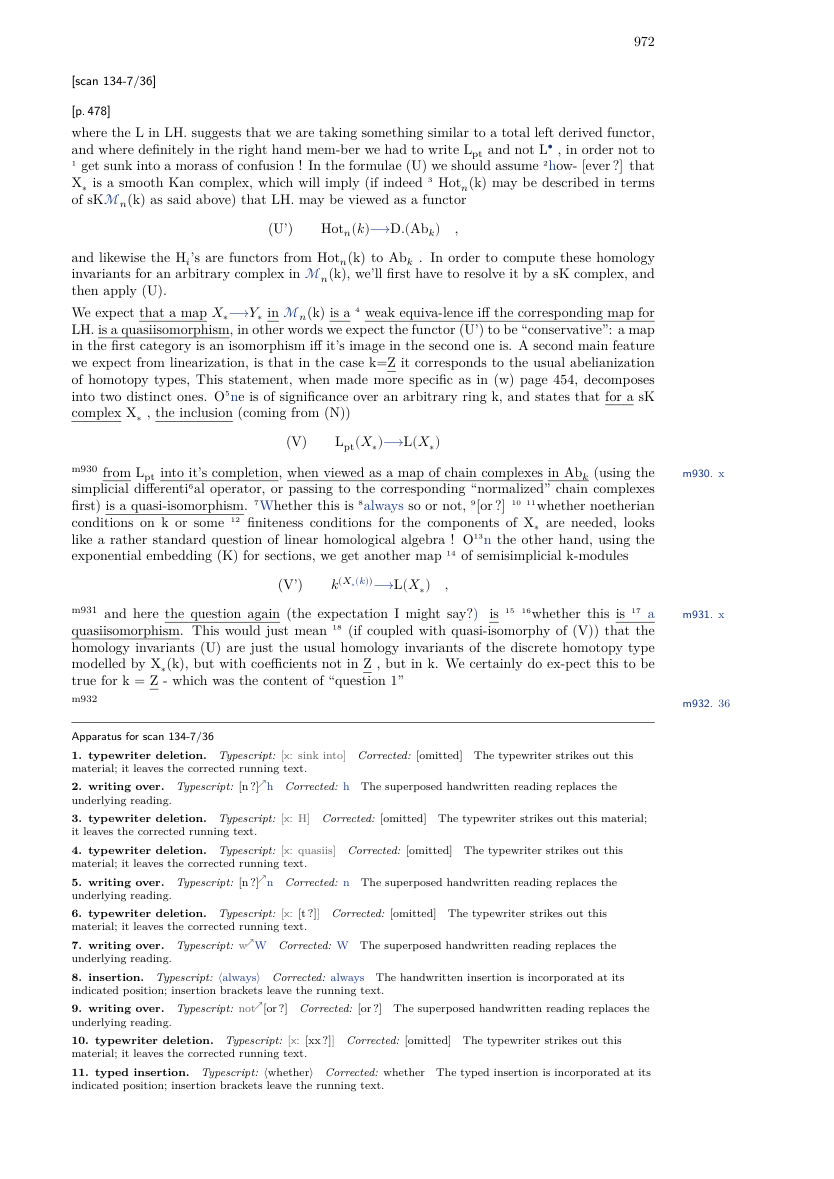 972
[scan 134-7/36]
[p. 478]
where the L in LH. suggests that we are taking something similar to a total left derived functor,
and where definitely in the right hand mem-ber we had to write L_pt and not L^• , in order not to
¹ get sunk into a morass of confusion ! In the formulae (U) we should assume ²how- [ever ?] that
X_* is a smooth Kan complex, which will imply (if indeed ³ Hot_n(k) may be described in terms
of sKℳ_n(k) as said above) that LH. may be viewed as a functor
(U') Hot_n(k)⟶D.(Ab_k) ,
and likewise the H_i's are functors from Hot_n(k) to Ab_k . In order to compute these homology
invariants for an arbitrary complex in ℳ_n(k), we'll first have to resolve it by a sK complex, and
then apply (U).
We expect that a map X_*⟶Y_* in ℳ_n(k) is a ⁴ weak equiva-lence iff the corresponding map for
LH. is a quasiisomorphism, in other words we expect the functor (U') to be “conservative”: a map
in the first category is an isomorphism iff it's image in the second one is. A second main feature
we expect from linearization, is that in the case k=Z it corresponds to the usual abelianization
of homotopy types, This statement, when made more specific as in (w) page 454, decomposes
into two distinct ones. O⁵ne is of significance over an arbitrary ring k, and states that for a sK
complex X_* , the inclusion (coming from (N))
(V) L_pt(X_*)⟶L(X_*)
m930 from L_pt into it's completion, when viewed as a map of chain complexes in Ab_k (using the
m930. x
simplicial differenti⁶al operator, or passing to the corresponding “normalized” chain complexes
first) is a quasi-isomorphism. ⁷Whether this is ⁸always so or not, ⁹[or ?] ¹⁰ ¹¹whether noetherian
conditions on k or some ¹² finiteness conditions for the components of X_* are needed, looks
like a rather standard question of linear homological algebra ! O¹³n the other hand, using the
exponential embedding (K) for sections, we get another map ¹⁴ of semisimplicial k-modules
(V') k^(X_*(k))⟶L(X_*) ,
m931 and here the question again (the expectation I might say?) is ¹⁵ ¹⁶whether this is ¹⁷ a
m931. x
quasiisomorphism. This would just mean ¹⁸ (if coupled with quasi-isomorphy of (V)) that the
homology invariants (U) are just the usual homology invariants of the discrete homotopy type
modelled by X_*(k), but with coefficients not in Z , but in k. We certainly do ex-pect this to be
true for k = Z - which was the content of “question 1”
m932
m932. 36
Apparatus for scan 134-7/36
1. typewriter deletion. Typescript: [x: sink into] Corrected: [omitted] The typewriter strikes out this
material; it leaves the corrected running text.
2. writing over. Typescript: [n ?]↗h Corrected: h The superposed handwritten reading replaces the
underlying reading.
3. typewriter deletion. Typescript: [x: H] Corrected: [omitted] The typewriter strikes out this material;
it leaves the corrected running text.
4. typewriter deletion. Typescript: [x: quasiis] Corrected: [omitted] The typewriter strikes out this
material; it leaves the corrected running text.
5. writing over. Typescript: [n ?]↗n Corrected: n The superposed handwritten reading replaces the
underlying reading.
6. typewriter deletion. Typescript: [x: [t ?]] Corrected: [omitted] The typewriter strikes out this
material; it leaves the corrected running text.
7. writing over. Typescript: w↗W Corrected: W The superposed handwritten reading replaces the
underlying reading.
8. insertion. Typescript: ⟨always⟩ Corrected: always The handwritten insertion is incorporated at its
indicated position; insertion brackets leave the running text.
9. writing over. Typescript: not↗[or ?] Corrected: [or ?] The superposed handwritten reading replaces the
underlying reading.
10. typewriter deletion. Typescript: [x: [xx ?]] Corrected: [omitted] The typewriter strikes out this
material; it leaves the corrected running text.
11. typed insertion. Typescript: ⟨whether⟩ Corrected: whether The typed insertion is incorporated at its
indicated position; insertion brackets leave the running text.